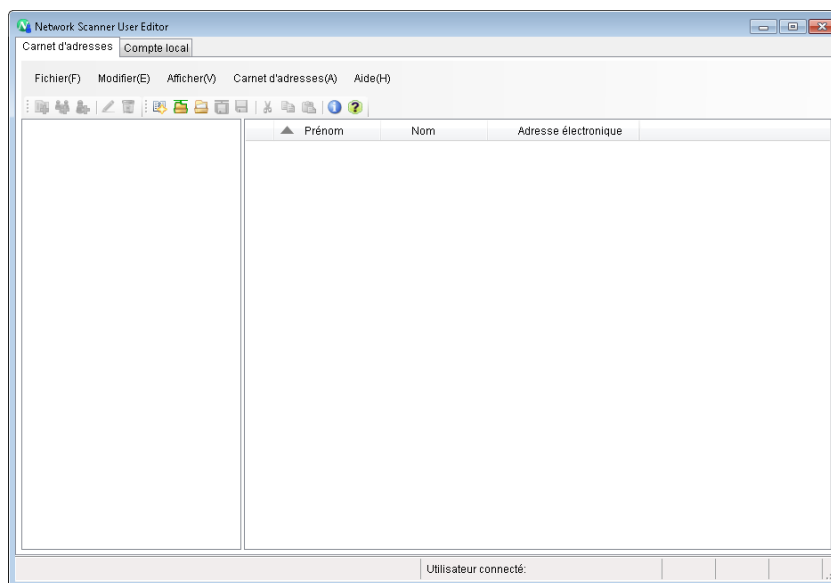 Network Scanner User Editor
Carnet d'adresses Compte local
Fichier(F) Modifier(E) Afficher(V) Carnet d'adresses(A) Aide(H)
Prénom Nom Adresse électronique
Utilisateur connecté: